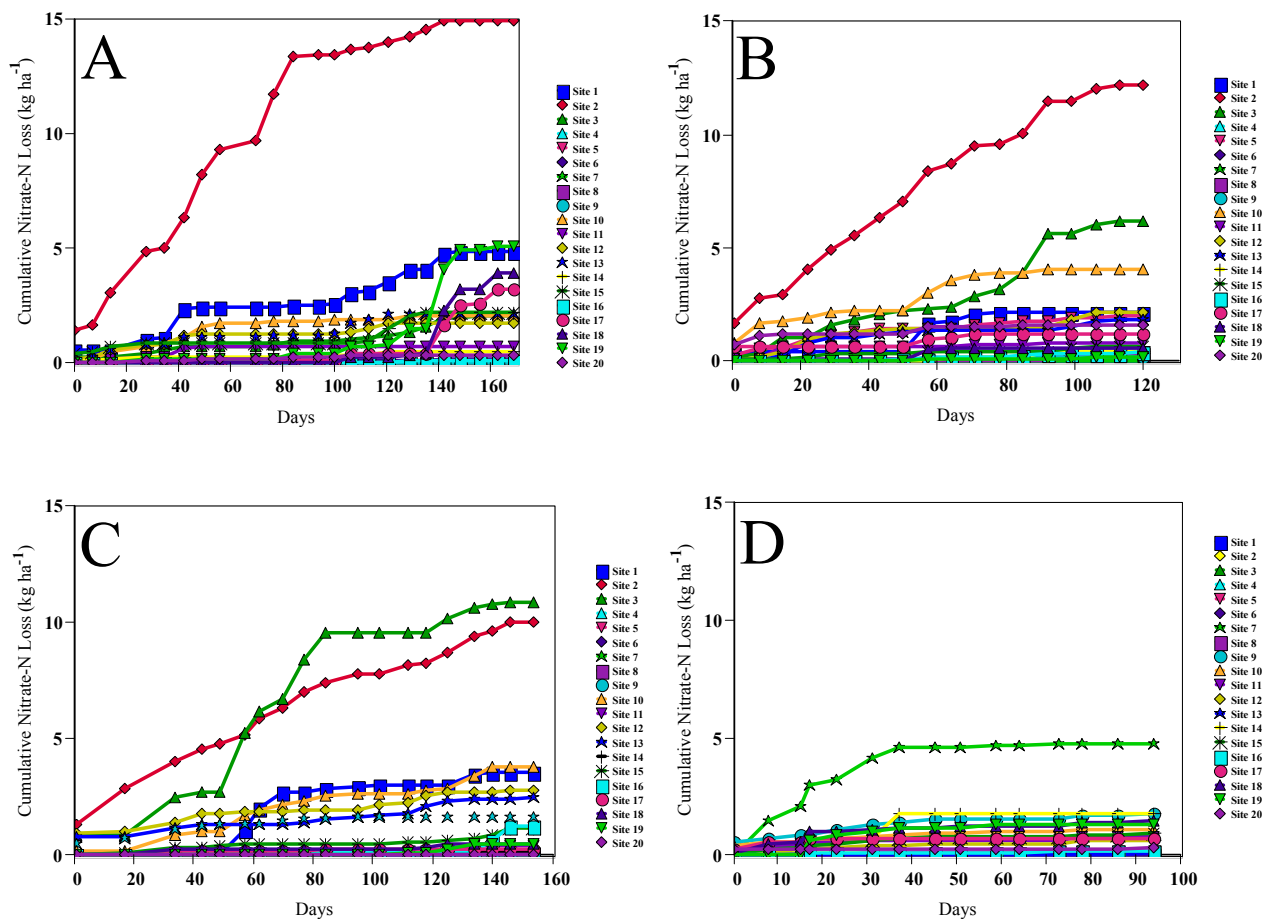 A
15
10
5
0
Cumulative Nitrate-N Loss (kg ha-1)
0 20 40 60 80 100 120 140 160
Days
Site 1
Site 2
Site 3
Site 4
Site 5
Site 6
Site 7
Site 8
Site 9
Site 10
Site 11
Site 12
Site 13
Site 14
Site 15
Site 16
Site 17
Site 18
Site 19
Site 20
B
15
10
5
0
Cumulative Nitrate-N Loss (kg ha-1)
0 20 40 60 80 100 120
Days
Site 1
Site 2
Site 3
Site 4
Site 5
Site 6
Site 7
Site 8
Site 9
Site 10
Site 11
Site 12
Site 13
Site 14
Site 15
Site 16
Site 17
Site 18
Site 19
Site 20
C
15
10
5
0
Cumulative Nitrate-N Loss (kg ha-1)
0 20 40 60 80 100 120 140 160
Days
Site 1
Site 2
Site 3
Site 4
Site 5
Site 6
Site 7
Site 8
Site 9
Site 10
Site 11
Site 12
Site 13
Site 14
Site 15
Site 16
Site 17
Site 18
Site 19
Site 20
D
15
10
5
0
Cumulative Nitrate-N Loss (kg ha-1)
0 10 20 30 40 50 60 70 80 90 100
Days
Site 1
Site 2
Site 3
Site 4
Site 5
Site 6
Site 7
Site 8
Site 9
Site 10
Site 11
Site 12
Site 13
Site 14
Site 15
Site 16
Site 17
Site 18
Site 19
Site 20